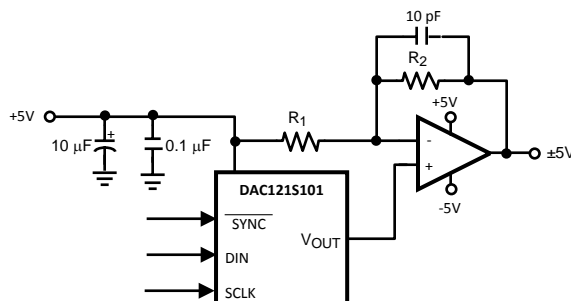 10 pF
R2
+5V
R1
+5V
10 µF
+
0.1 µF
-
+
±5V
-5V
DAC121S101
SYNC
VOUT
DIN
SCLK